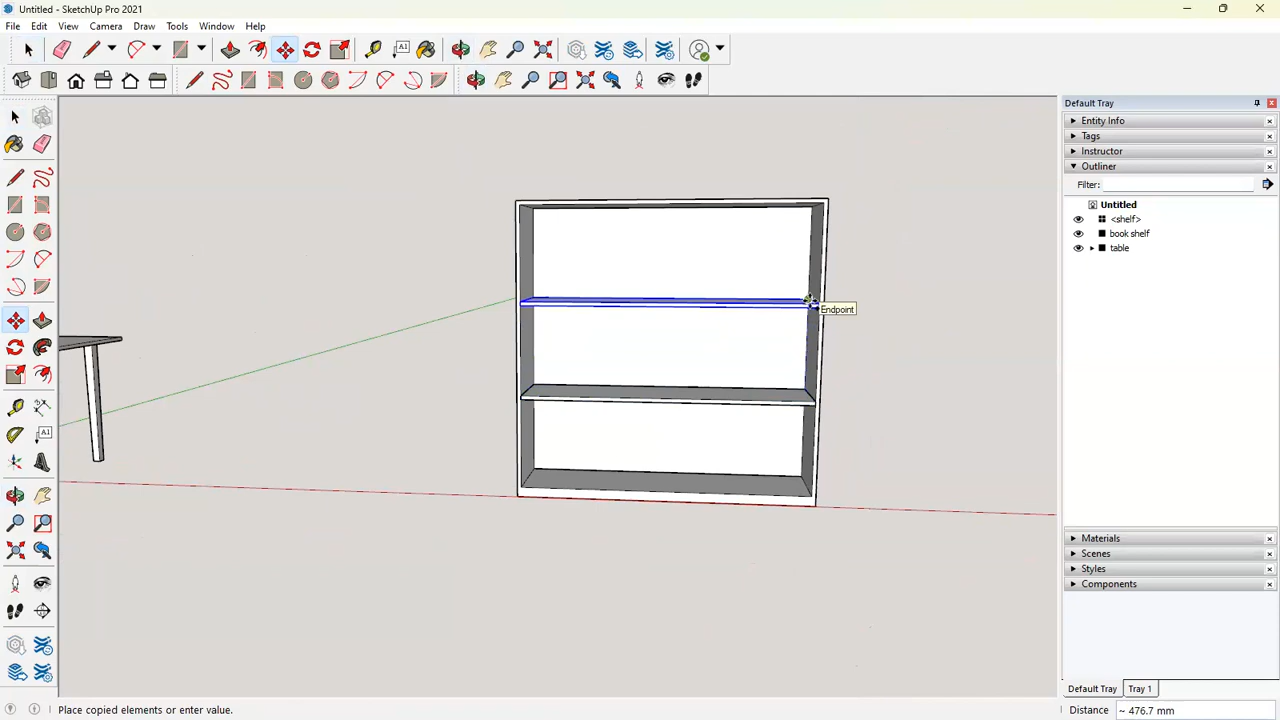 Untitled - SketchUp Pro 2021
File Edit View Camera Draw Tools Window Help
A1
Default Tray
Entity Info
Tags
Instructor
Outliner
Filter:
Untitled
<shelf>
book shelf
table
Endpoint
A1
Materials
Scenes
Styles
Components
Default Tray Tray 1
Place copied elements or enter value.
Distance ~ 476.7 mm